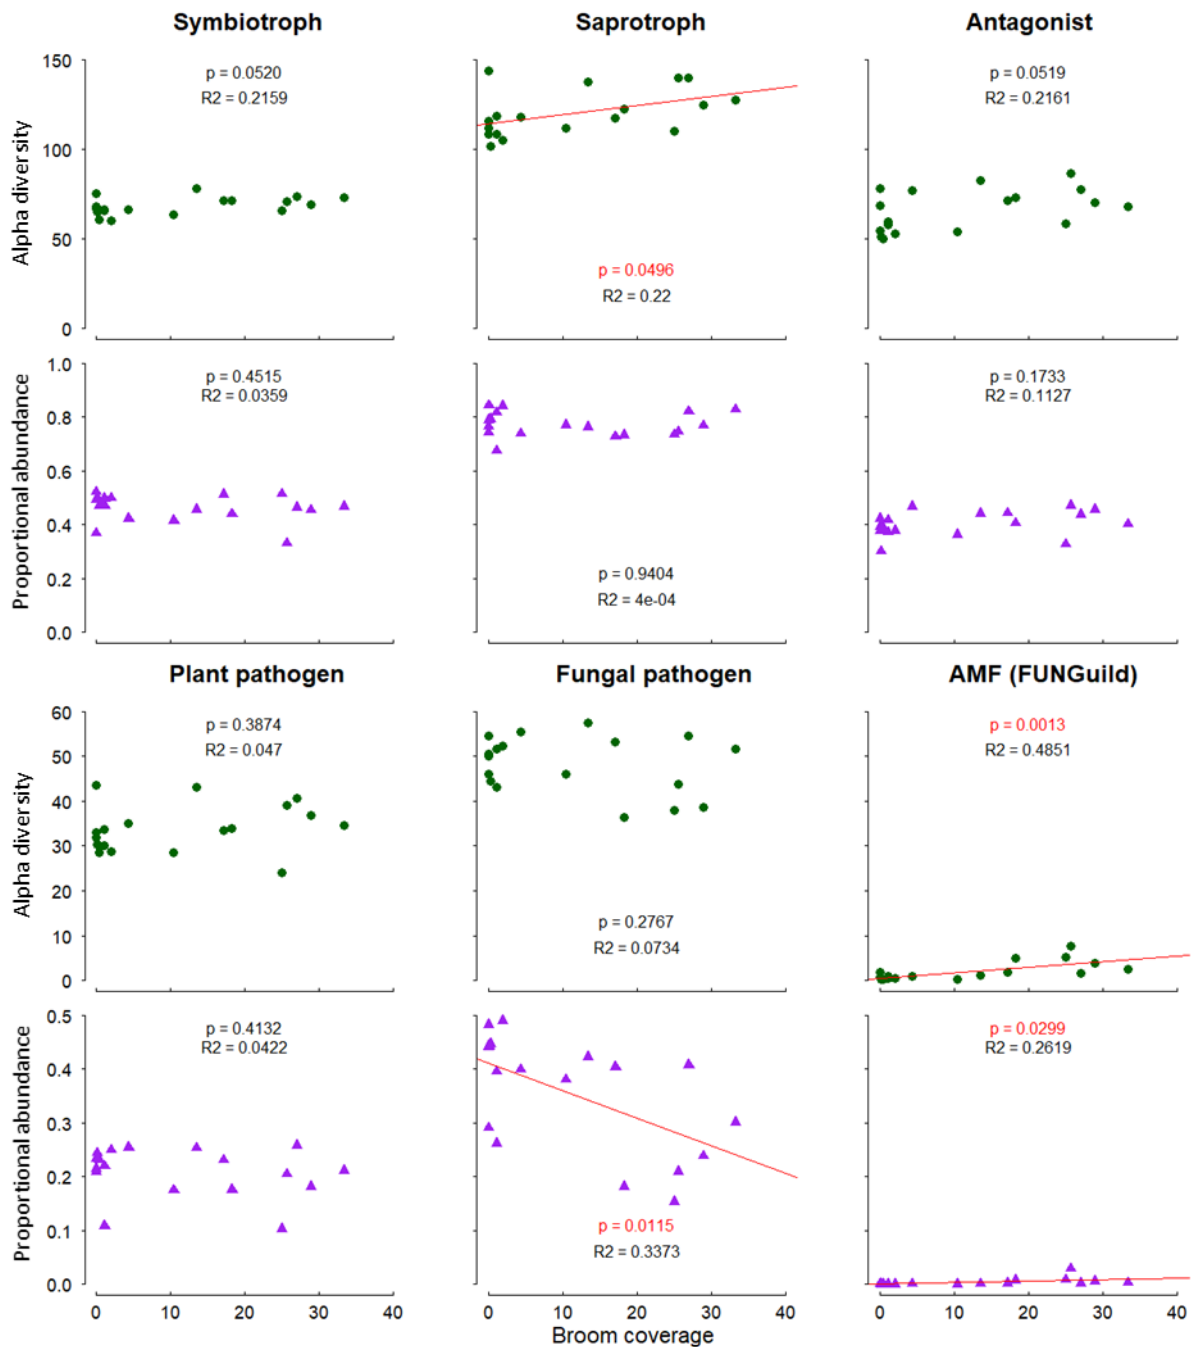 Symbiotroph
Saprotroph
Antagonist
Alpha diversity
150
100
50
0
p = 0.0520
R2 = 0.2159
p = 0.0496
R2 = 0.22
p = 0.0519
R2 = 0.2161
Proportional abundance
1.0
0.8
0.6
0.4
0.2
0.0
p = 0.4515
R2 = 0.0359
p = 0.9404
R2 = 4e-04
p = 0.1733
R2 = 0.1127
Plant pathogen
Fungal pathogen
AMF (FUNGuild)
Alpha diversity
60
50
40
30
20
10
0
p = 0.3874
R2 = 0.047
p = 0.2767
R2 = 0.0734
p = 0.0013
R2 = 0.4851
Proportional abundance
0.5
0.4
0.3
0.2
0.1
0.0
p = 0.4132
R2 = 0.0422
p = 0.0115
R2 = 0.3373
p = 0.0299
R2 = 0.2619
0 10 20 30 40
0 10 20 30 40
0 10 20 30 40
Broom coverage